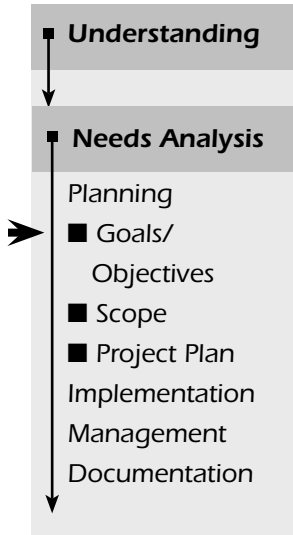 Understanding
Needs Analysis
Planning
■ Goals/
Objectives
■ Scope
■ Project Plan
Implementation
Management
Documentation